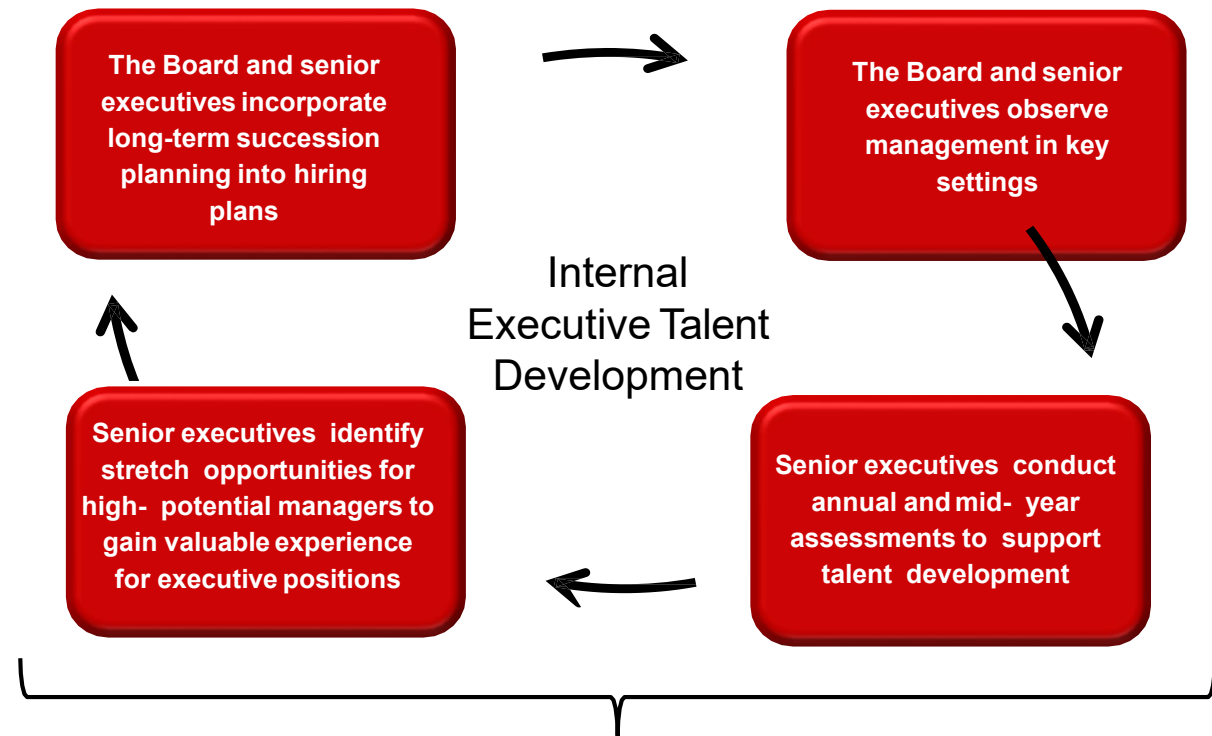 The Board and senior
executives incorporate
long-term succession
planning into hiring
plans
The Board and senior
executives observe
management in key
settings
Internal
Executive Talent
Development
Senior executives identify
stretch opportunities for
high- potential managers to
gain valuable experience
for executive positions
Senior executives conduct
annual and mid- year
assessments to support
talent development